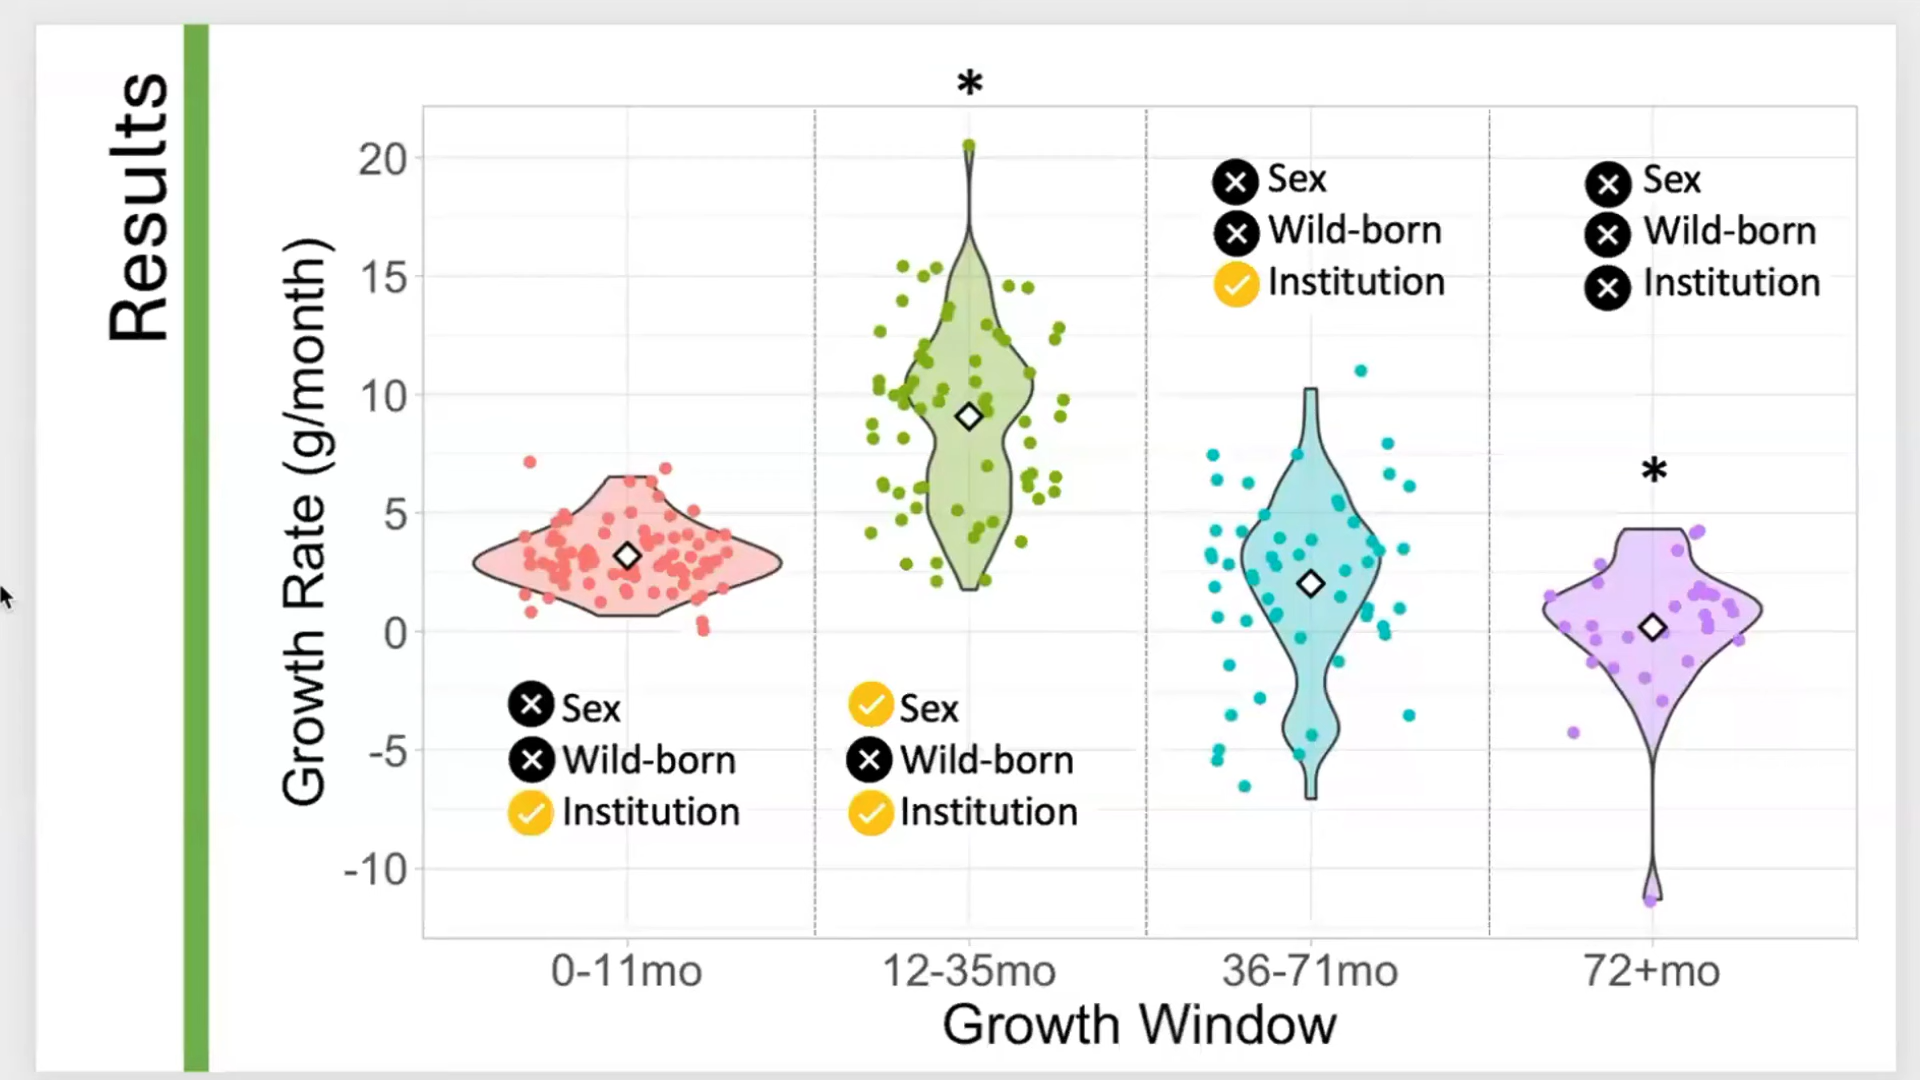 Results
*
20
15
10
5
0
-5
-10
Growth Rate (g/month)
Sex
Wild-born
Institution
Sex
Wild-born
Institution
Sex
Wild-born
Institution
*
Sex
Wild-born
Institution
0-11mo
12-35mo
36-71mo
72+mo
Growth Window